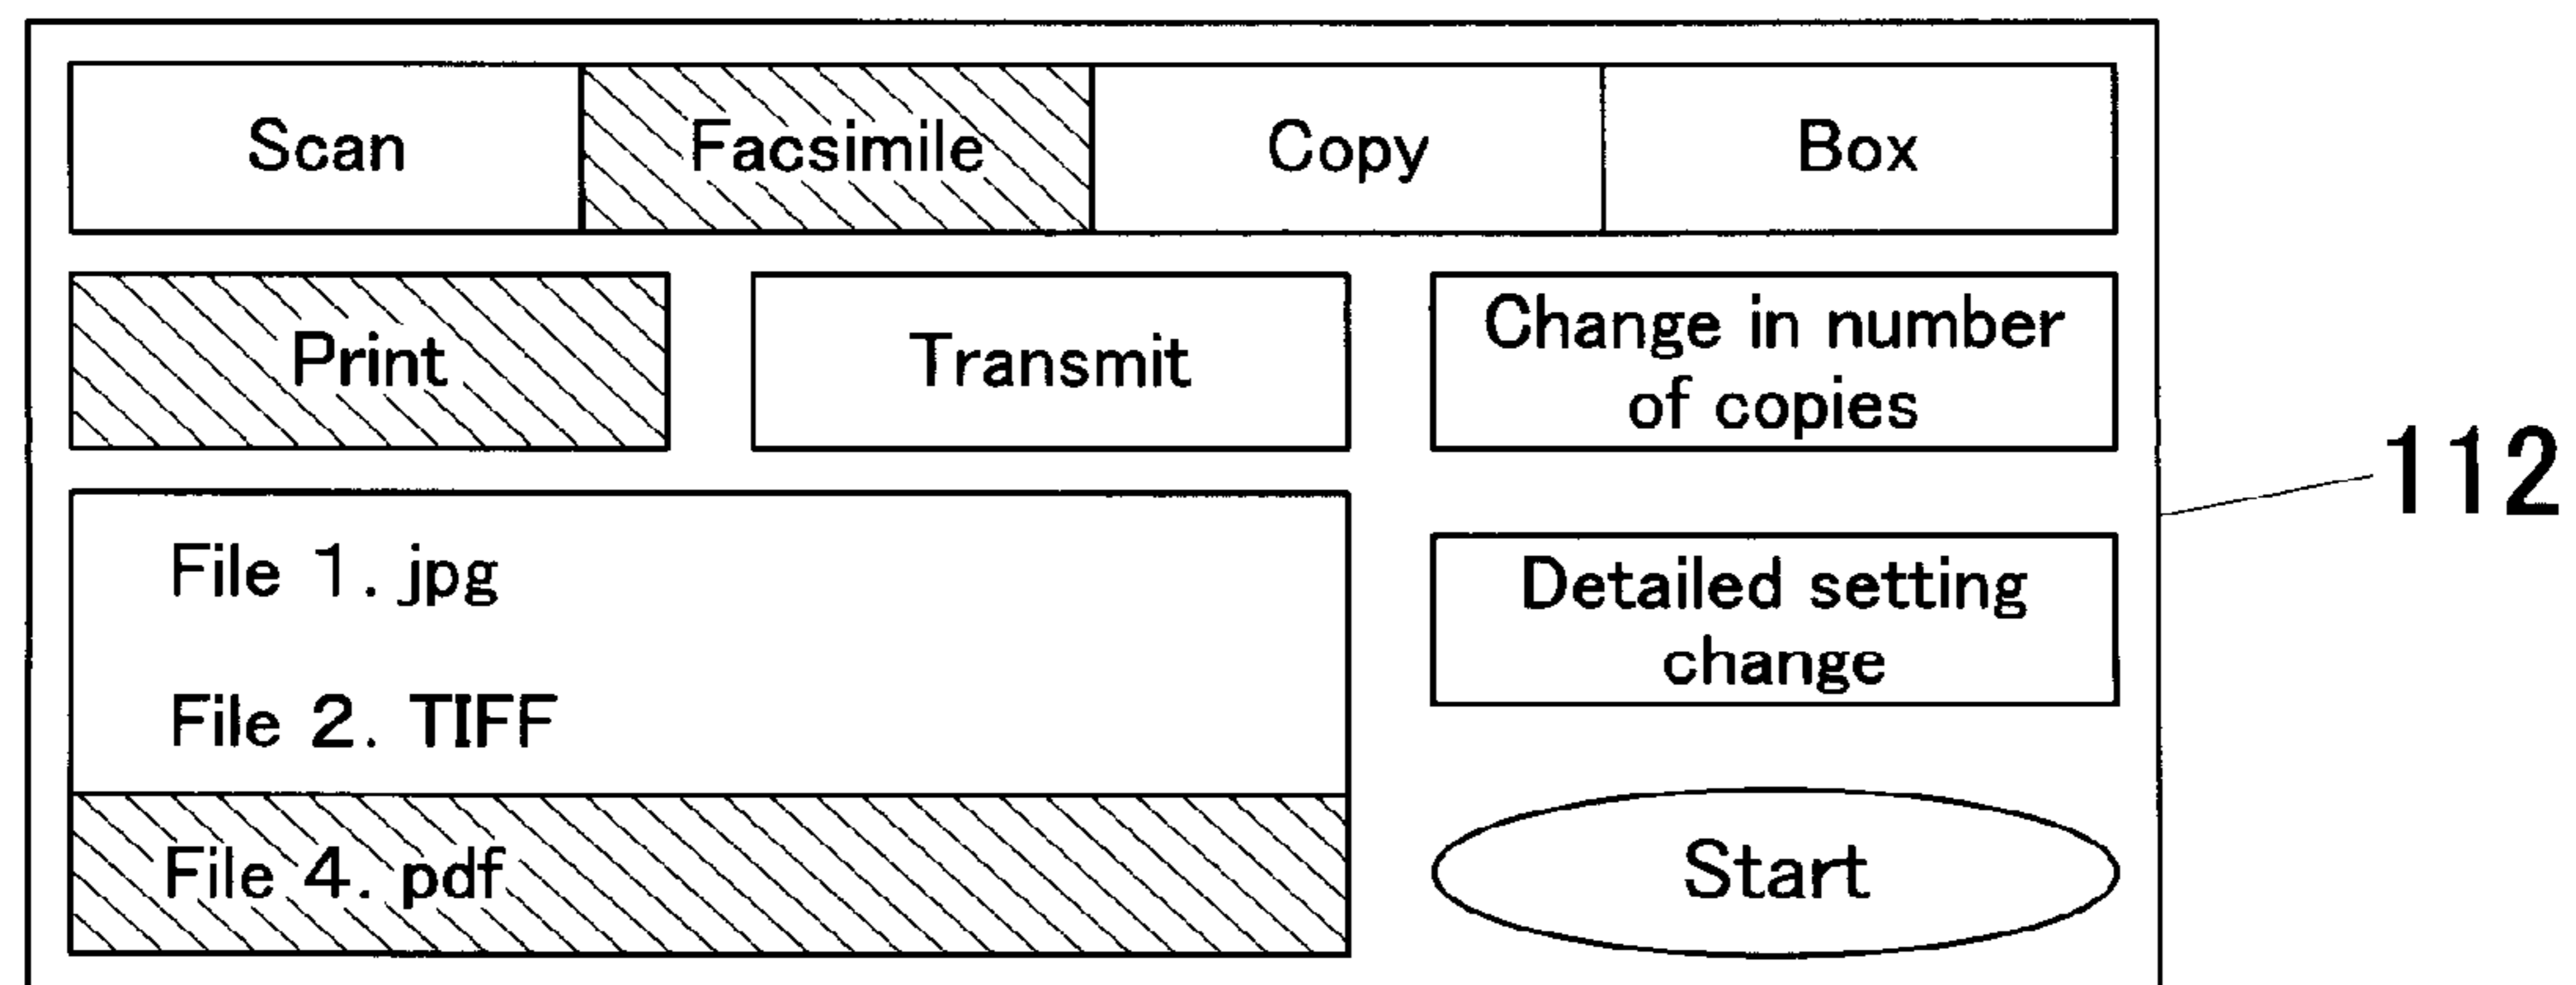 Scan
Facsimile
Copy
Box
Print
Transmit
Change in number
of copies
112
File 1. jpg
File 2. TIFF
File 4. pdf
Detailed setting
change
Start